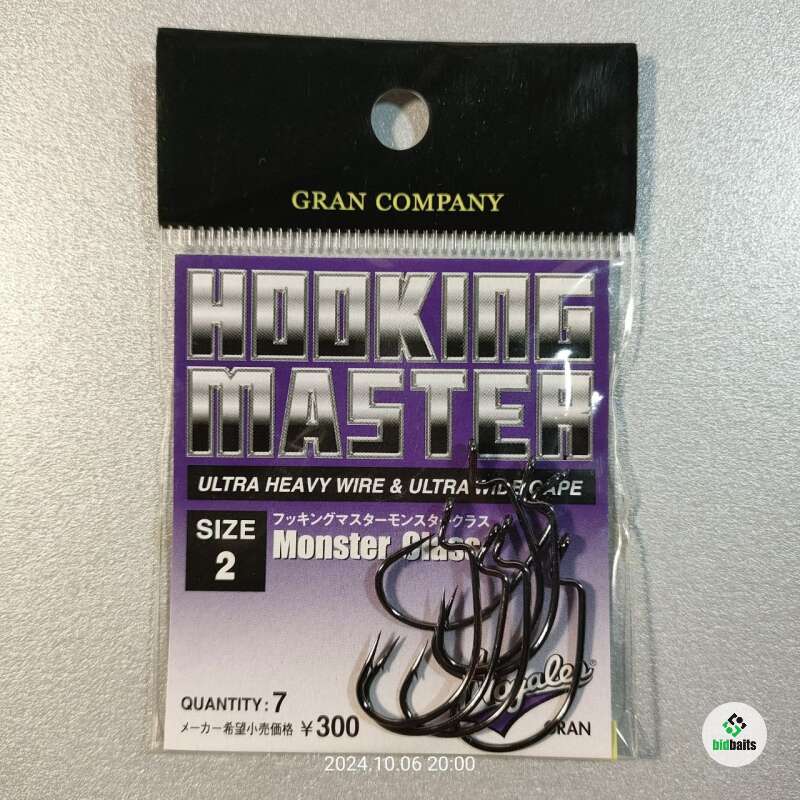 GRAN COMPANY
HOOKING
MASTER
ULTRA HEAVY WIRE & ULTRA WIDE GAPE
SIZE
2
フッキングマスターモンスタークラス
Monster Class
Nogales®
GRAN
QUANTITY: 7
メーカー希望小売価格 ¥300
2024.10.06 20:00
bidbaits